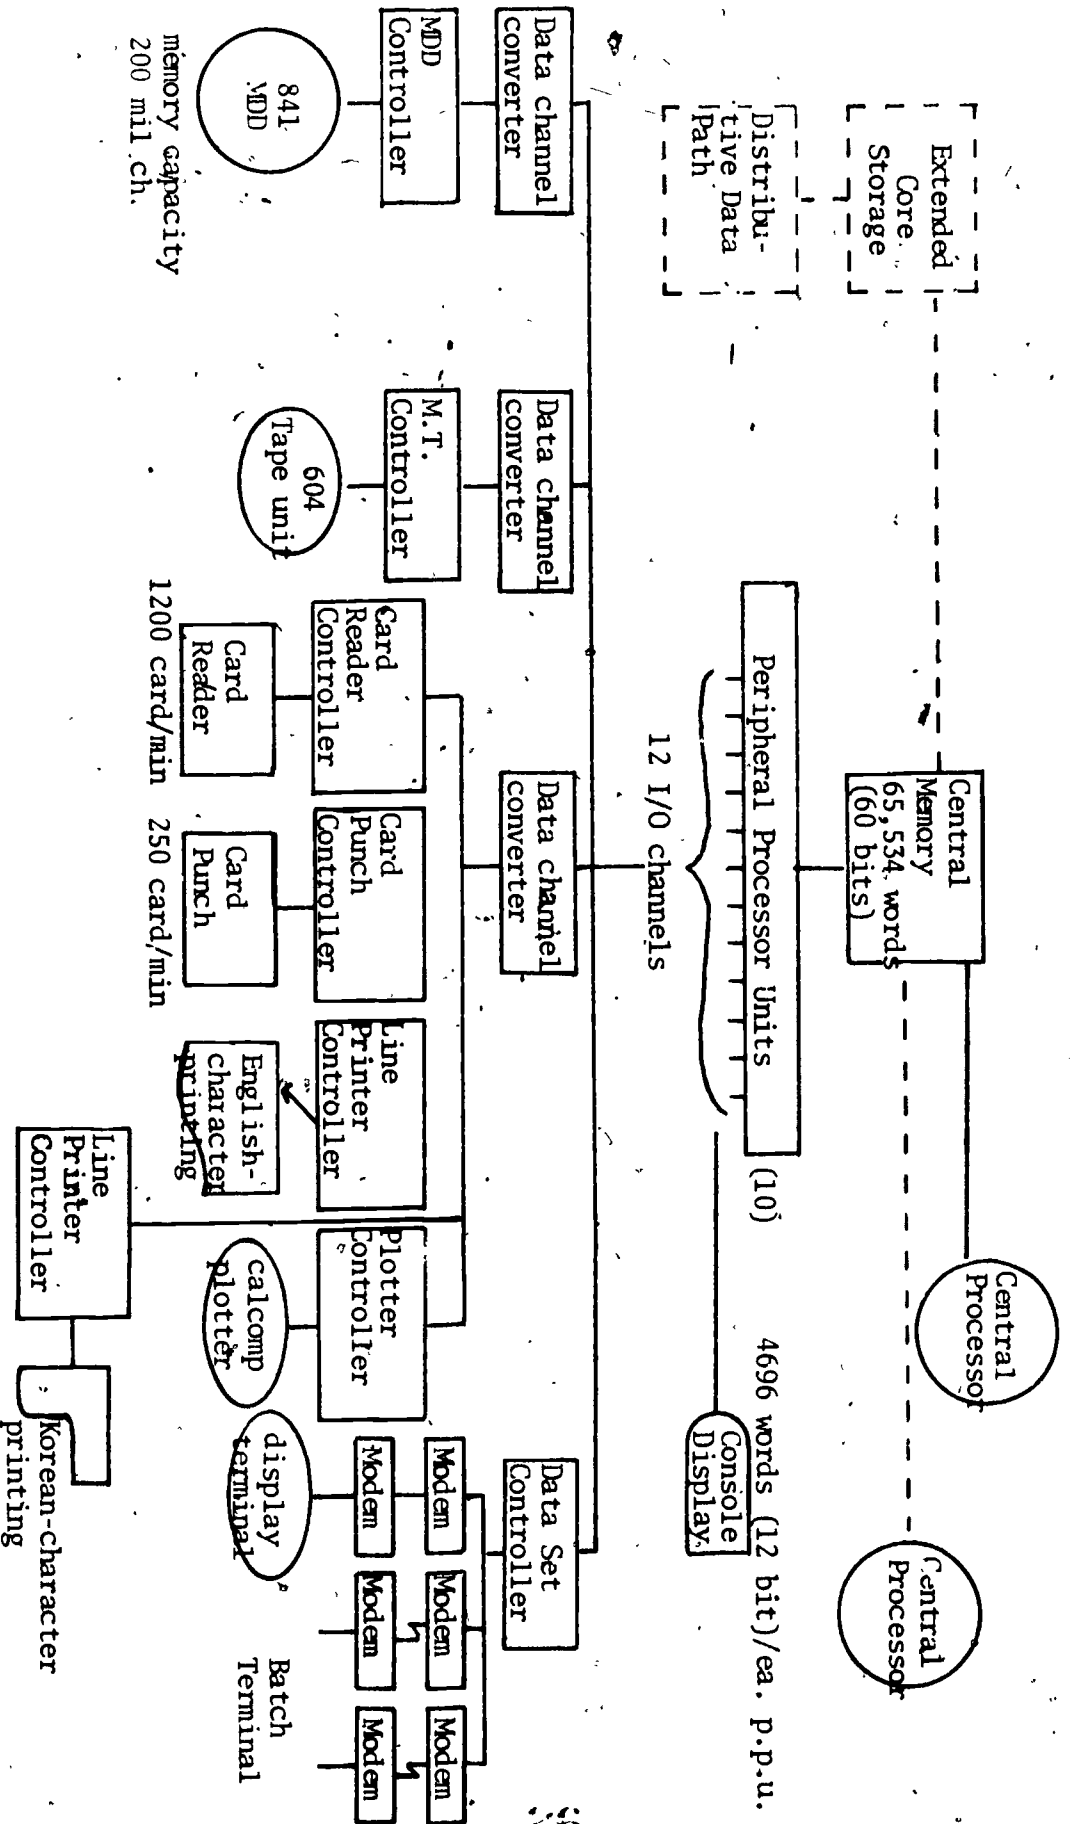 Extended
Core
Storage
Distribu-
tive Data
Path
Central
Memory
65,534 words
(60 bits)
Central
Processor
Central
Processor
Peripheral Processor Units
(10)
4696 words (12 bit)/ea. p.p.u.
12 I/O channels
Console
Display
Data channel
converter
Data channel
converter
Data channel
converter
Data Set
Controller
MDD
Controller
M.T.
Controller
Card
Reader
Controller
Card
Punch
Controller
Line
Printer
Controller
Plotter
Controller
Modem
Modem
Modem
Modem
Modem
Modem
841
MDD
604
Tape unit
Card
Reader
Card
Punch
English-
character
printing
calcomp
plotter
display
terminal
Batch
Terminal
memory capacity
200 mil ch.
1200 card/min
250 card/min
Line
Printer
Controller
Korean-character
printing